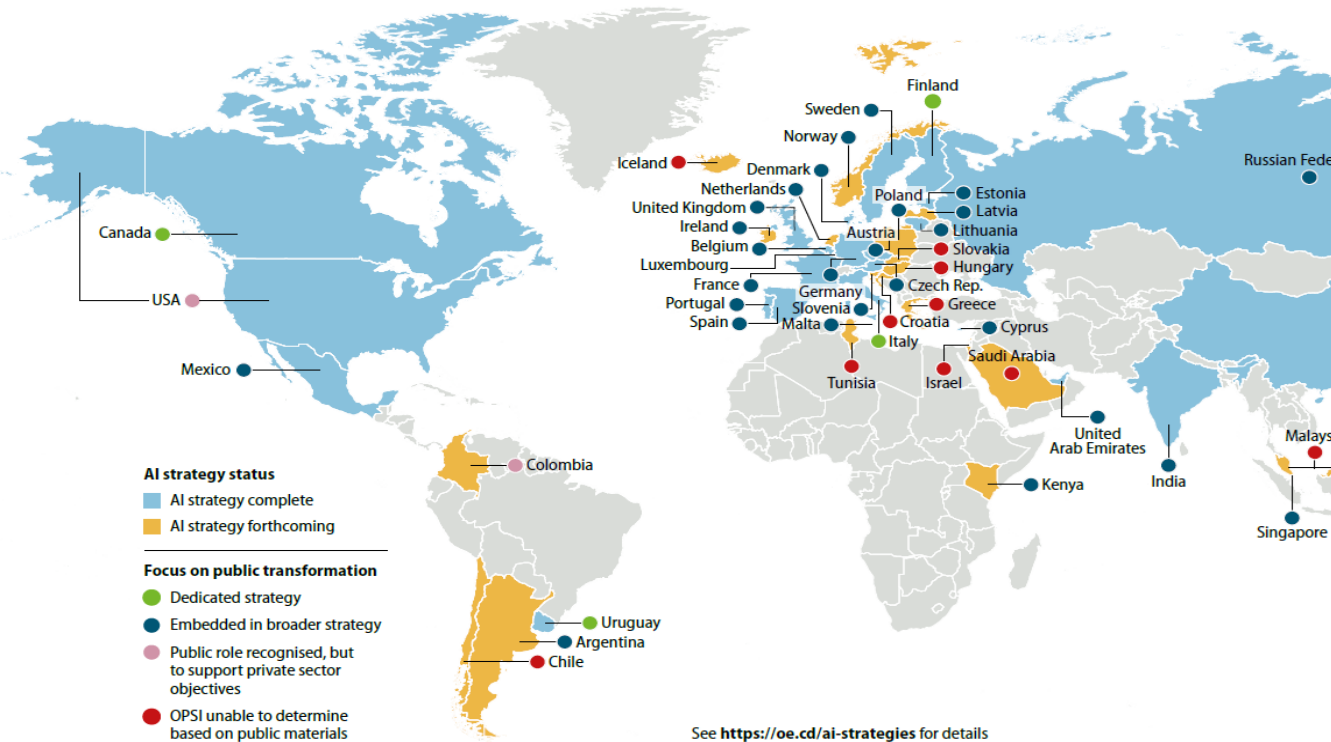 Finland
Sweden
Norway
Iceland
Denmark
Russian Fede
Netherlands
Poland
Estonia
United Kingdom
Latvia
Ireland
Austria
Lithuania
Canada
Belgium
Slovakia
Luxembourg
Hungary
France
Germany
Czech Rep.
USA
Portugal
Slovenia
Greece
Spain
Malta
Croatia
Cyprus
Italy
Saudi Arabia
Mexico
Tunisia
Israel
United
Arab Emirates
Malays
Colombia
India
Kenya
Singapore
AI strategy status
AI strategy complete
AI strategy forthcoming
Focus on public transformation
Dedicated strategy
Embedded in broader strategy
Public role recognised, but
to support private sector
objectives
OPSI unable to determine
based on public materials
Uruguay
Argentina
Chile
See https://oe.cd/ai-strategies for details